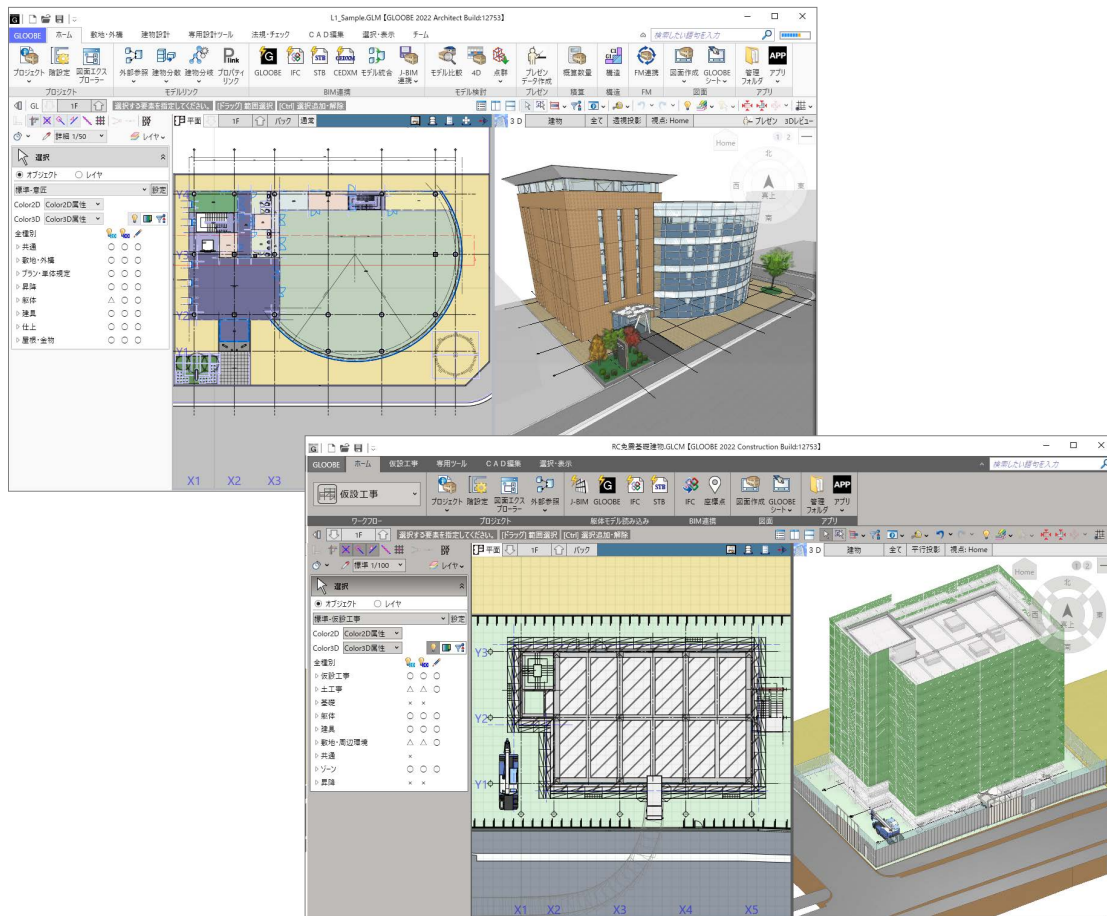 L1_Sample.GLM【GLOOBE 2022 Architect Build:12753】
GLOOBE ホーム 敷地・外構 建物設計 専用設計ツール 法規・チェック ＣＡＤ編集 選択・表示 チーム 検索したい語句を入力
プロジェクト 階設定 図面エクスプローラー 外部参照 建物分散 建物分岐 プロパティリンク GLOOBE IFC STB CEDXM モデル統合 J-BIM連携 モデル比較 4D 点群 プレゼンデータ作成 概算数量 構造 FM連携 図面作成 GLOOBEシート 管理フォルダ アプリ
プロジェクト モデルリンク BIM連携 モデル検討 プレゼン 積算 構造 FM 図面 アプリ
GL 1F 選択する要素を指定してください。 [ドラッグ] 範囲選択 [Ctrl] 選択追加・解除
平面 1F バック 通常
3 D 建物 全て 透視投影 視点: Home プレゼン 3Dレビュー
詳細 1/50 レイヤ
選択
オブジェクト レイヤ
標準-意匠 設定
Color2D Color2D属性
Color3D Color3D属性
全種別
共通
敷地・外構
プラン・単体規定
昇降
躯体
建具
仕上
屋根・金物
Y3
Y2
Y1
X1 X2 X3
Home
1 2
北
西 真上 東
南
RC免震基礎建物.GLCM【GLOOBE 2022 Construction Build:12753】
GLOOBE ホーム 仮設工事 専用ツール ＣＡＤ編集 選択・表示 検索したい語句を入力
仮設工事 プロジェクト 階設定 図面エクスプローラー 外部参照 J-BIM GLOOBE IFC STB IFC 座標点 図面作成 GLOOBEシート 管理フォルダ アプリ
ワークフロー プロジェクト 躯体モデル読み込み BIM連携 図面 アプリ
1F 選択する要素を指定してください。 [ドラッグ] 範囲選択 [Ctrl] 選択追加・解除
平面 1F バック
3 D 建物 全て 平行投影 視点: Home
標準 1/100 レイヤ
選択
オブジェクト レイヤ
標準-仮設工事 設定
Color2D Color2D属性
Color3D Color3D属性
全種別
仮設工事
土工事
基礎
躯体
建具
敷地・周辺環境
共通
ゾーン
昇降
Y3
Y2
Y1
X1 X2 X3 X4 X5
Home
1 2
北
西 真上 東
南